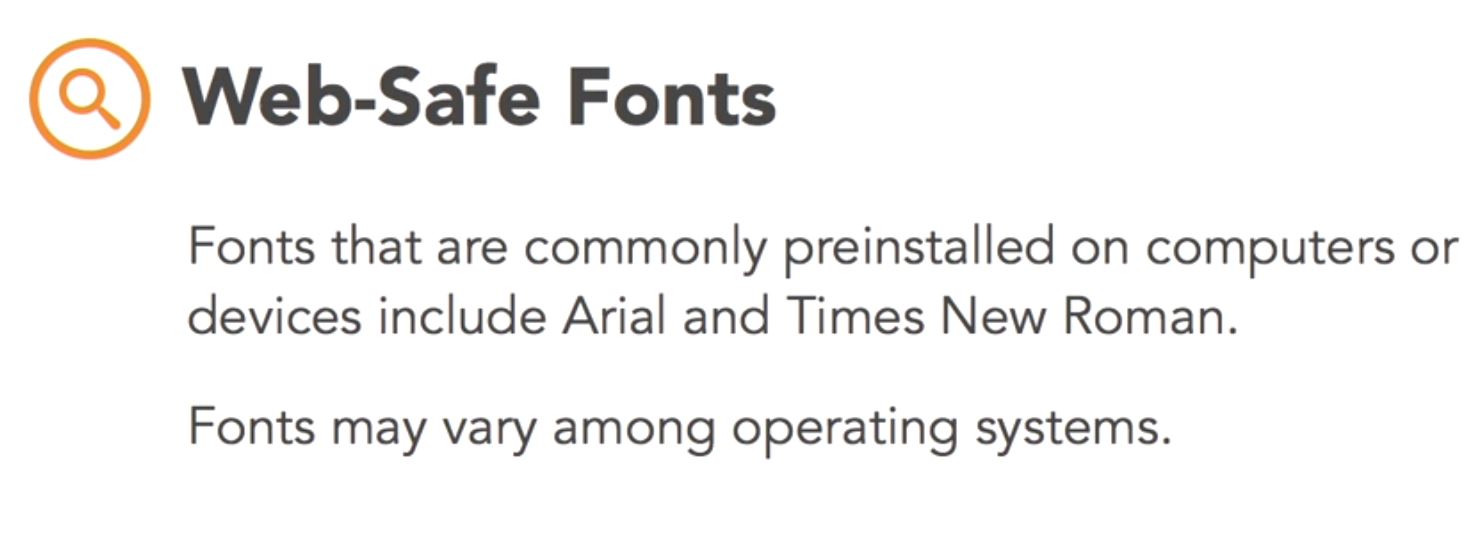 Web-Safe Fonts
Fonts that are commonly preinstalled on computers or
devices include Arial and Times New Roman.
Fonts may vary among operating systems.